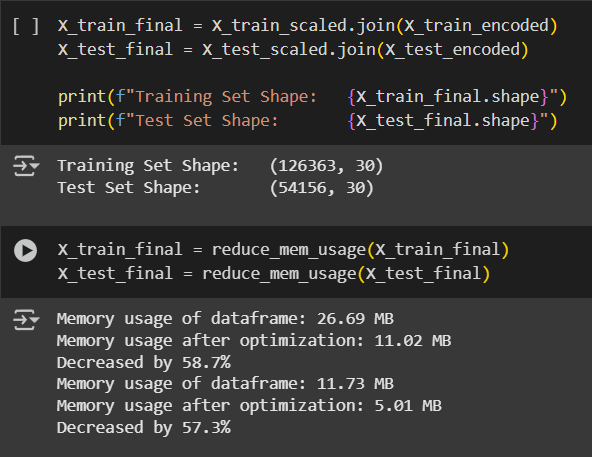 [ ] X_train_final = X_train_scaled.join(X_train_encoded)
X_test_final = X_test_scaled.join(X_test_encoded)
print(f"Training Set Shape:   {X_train_final.shape}")
print(f"Test Set Shape:       {X_test_final.shape}")
Training Set Shape:   (126363, 30)
Test Set Shape:       (54156, 30)
X_train_final = reduce_mem_usage(X_train_final)
X_test_final = reduce_mem_usage(X_test_final)
Memory usage of dataframe: 26.69 MB
Memory usage after optimization: 11.02 MB
Decreased by 58.7%
Memory usage of dataframe: 11.73 MB
Memory usage after optimization: 5.01 MB
Decreased by 57.3%